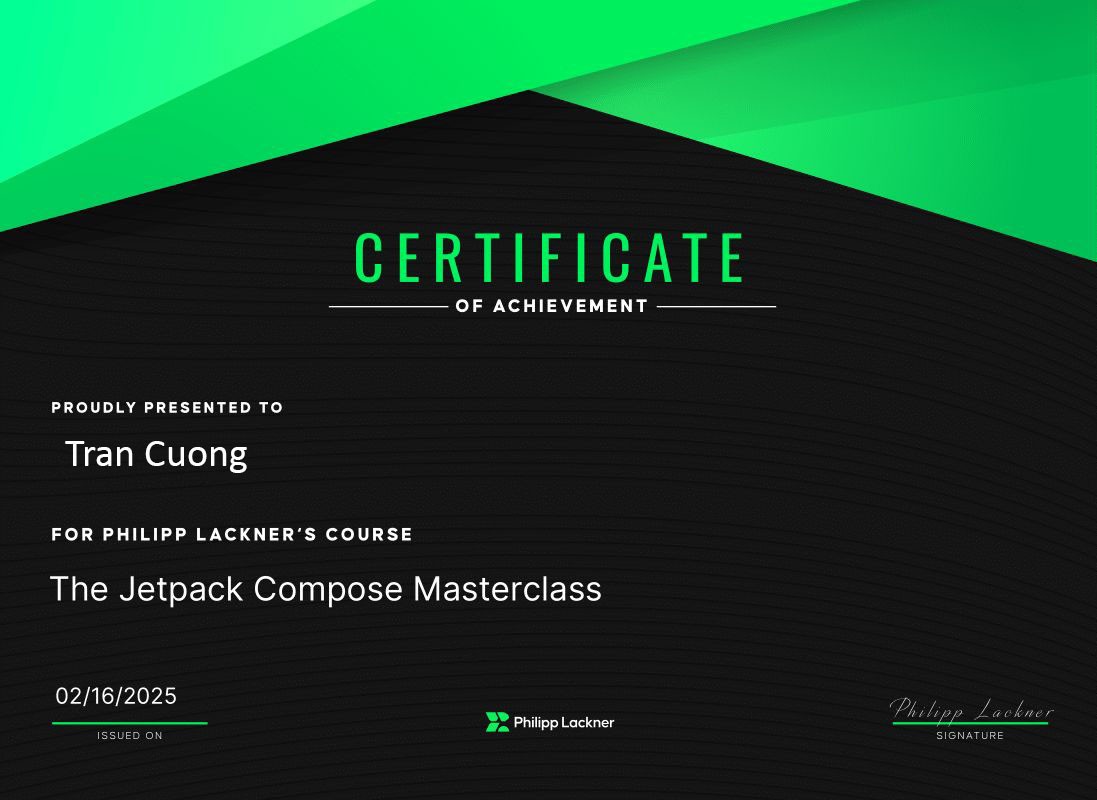 CERTIFICATE
OF ACHIEVEMENT
PROUDLY PRESENTED TO
Tran Cuong
FOR PHILIPP LACKNER'S COURSE
The Jetpack Compose Masterclass
02/16/2025
ISSUED ON
Philipp Lackner
Philipp Lackner
SIGNATURE